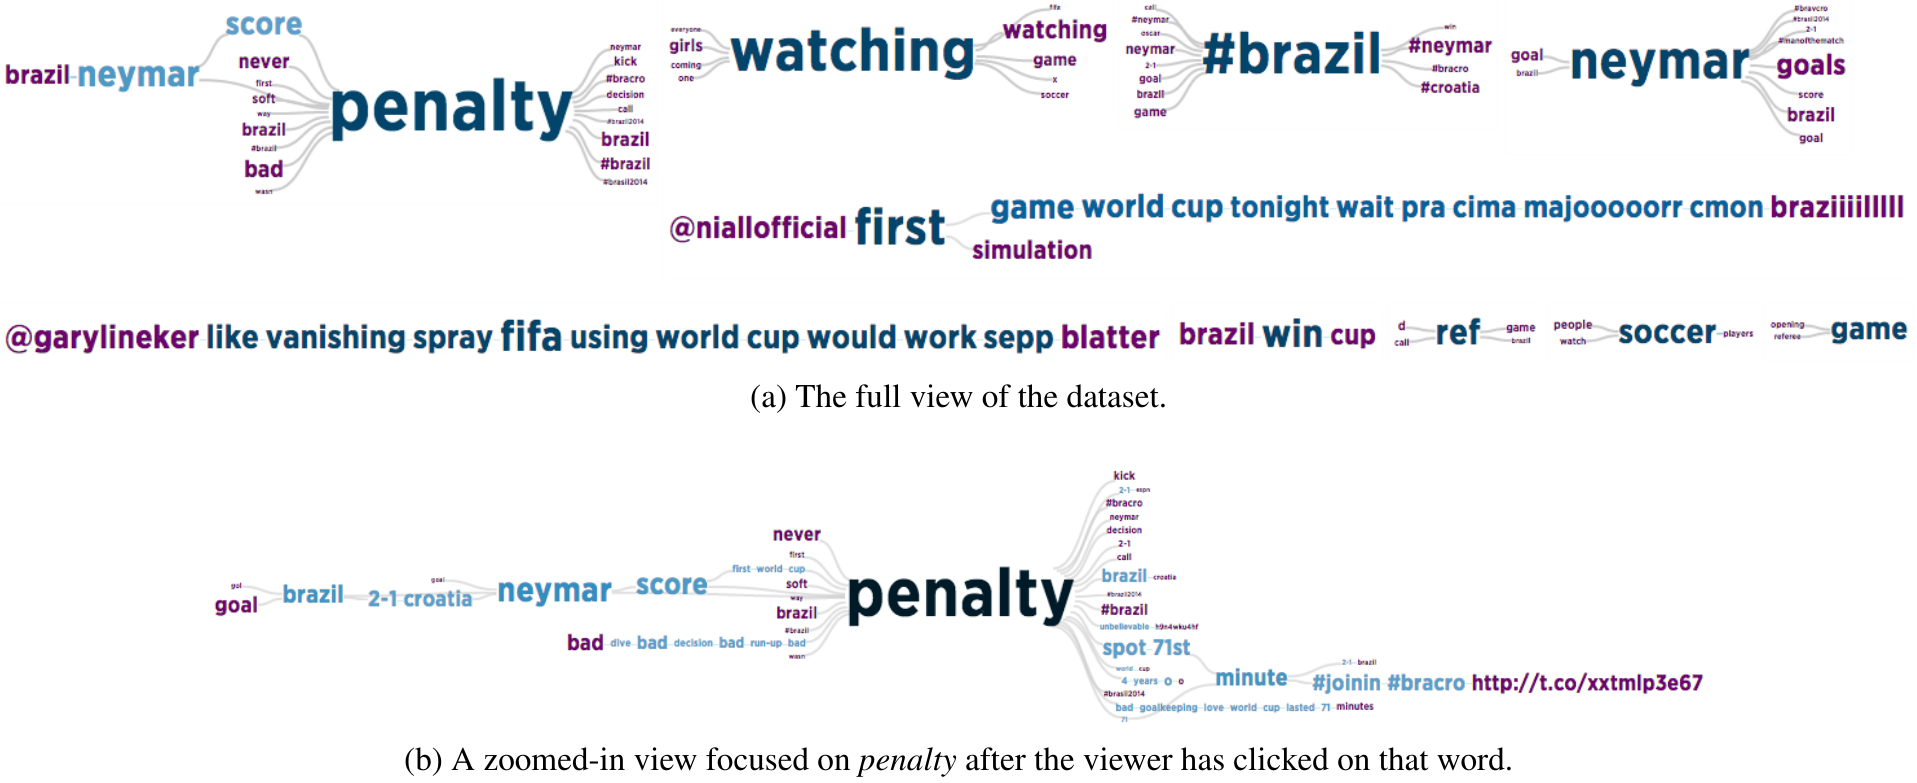 brazil neymar score
never
first
soft
way
brazil
#brazil
bad
wasn
penalty
neymar
kick
#bracro
decision
call
#brazil2014
brazil
#brazil
#brasil2014
everyone
girls
coming
one
watching
fifa
watching
game
x
soccer
call
#neymar
oscar
neymar
2-1
goal
brazil
game
#brazil
win
#neymar
#bracro
#croatia
goal
brazil
neymar
#bravcro
#brasil2014
2-1
#manofthematch
goals
score
brazil
goal
@niallofficial first
game world cup tonight wait pra cima majooooorr cmon braziiiilllll
simulation
@garylineker like vanishing spray fifa using world cup would work sepp blatter
brazil win cup
d
call
ref
game
brazil
people
watch
soccer players
opening
referee
game
(a) The full view of the dataset.
gol
goal
brazil 2-1 croatia
goal
neymar score
never
first
first world cup
soft
way
brazil
#brazil
bad dive bad decision bad run-up bad
wasn
penalty
kick
2-1 espn
#bracro
neymar
decision
2-1
call
brazil croatia
#brazil2014
#brazil
unbelievable h9n4wku4hf
spot 71st
world cup
4 years o o
#brasil2014
bad goalkeeping love world cup lasted 71 minutes
71
minute
2-1 brazil
#joinin #bracro http://t.co/xxtmlp3e67
(b) A zoomed-in view focused on penalty after the viewer has clicked on that word.